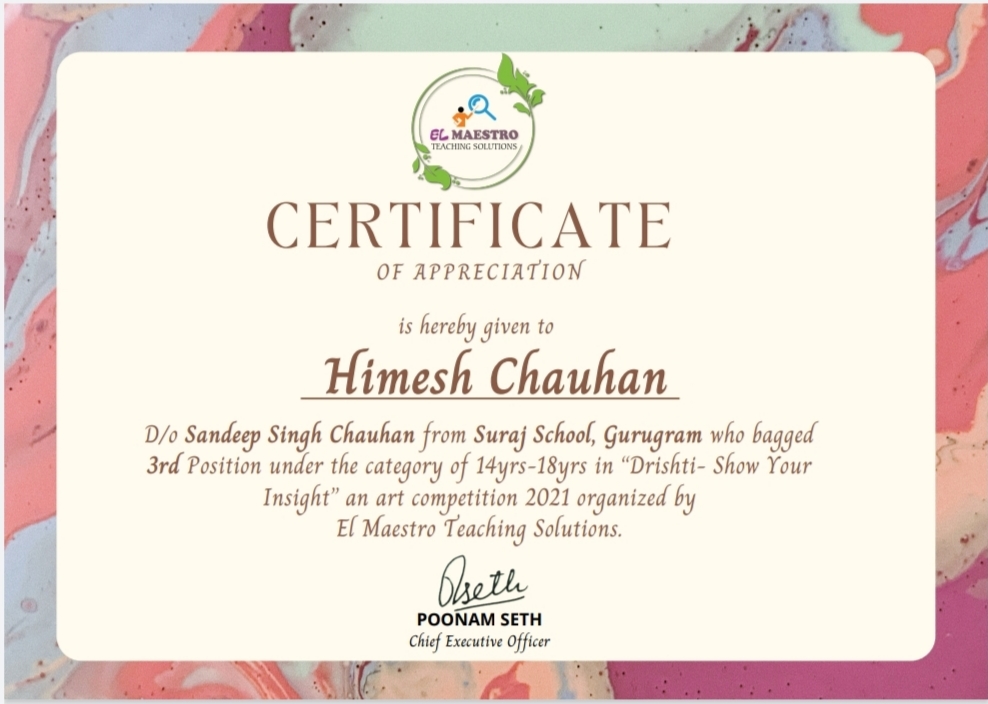 EL MAESTRO
TEACHING SOLUTIONS
CERTIFICATE
OF APPRECIATION
is hereby given to
Himesh Chauhan
D/o Sandeep Singh Chauhan from Suraj School, Gurugram who bagged
3rd Position under the category of 14yrs-18yrs in “Drishti- Show Your
Insight” an art competition 2021 organized by
El Maestro Teaching Solutions.
Pseth
POONAM SETH
Chief Executive Officer